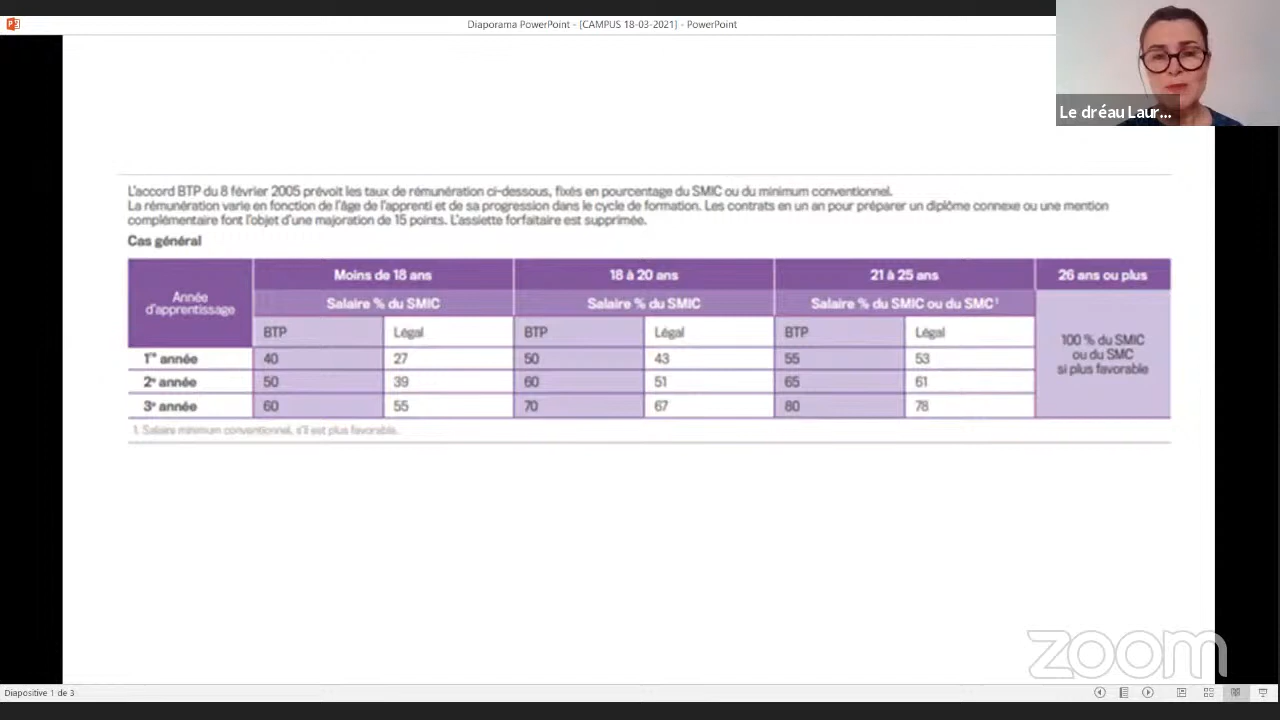 Diaporama PowerPoint - [CAMPUS 18-03-2021] - PowerPoint
Le dréau Laur...
L'accord BTP du 8 février 2005 prévoit les taux de rémunération ci-dessous, fixés en pourcentage du SMIC ou du minimum conventionnel.
La rémunération varie en fonction de l'âge de l'apprenti et de sa progression dans le cycle de formation. Les contrats en un an pour préparer un diplôme connexe ou une mention
complémentaire font l'objet d'une majoration de 15 points. L'assiette forfaitaire est supprimée.
Cas général
Année
d'apprentissage
Moins de 18 ans 18 à 20 ans 21 à 25 ans 26 ans ou plus
Salaire % du SMIC Salaire % du SMIC Salaire % du SMIC ou du SMC¹
BTP Légal BTP Légal BTP Légal
100 % du SMIC
ou du SMC
si plus favorable
1re année 40 27 50 43 55 53
2e année 50 39 60 51 65 61
3e année 60 55 70 67 80 78
1. Salaire minimum conventionnel, s'il est plus favorable.
zoom
Diapositive 1 de 3